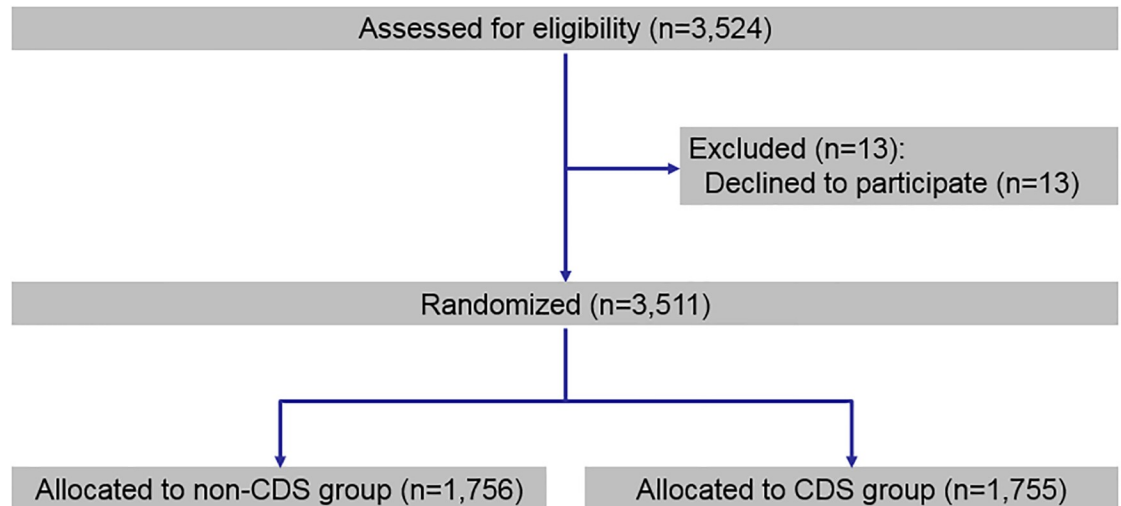 Assessed for eligibility (n=3,524)
Excluded (n=13):
Declined to participate (n=13)
Randomized (n=3,511)
Allocated to non-CDS group (n=1,756)
Allocated to CDS group (n=1,755)